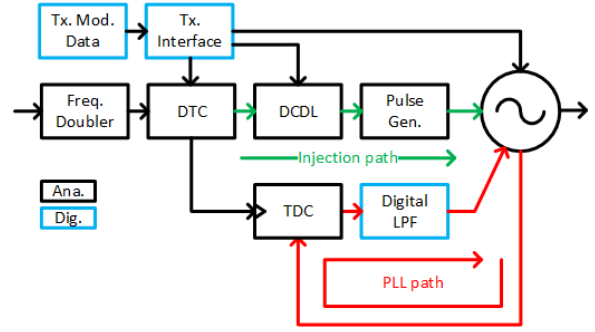 Tx. Mod.
Data
Tx.
Interface
Freq.
Doubler
DTC
DCDL
Pulse
Gen.
Injection path
Ana.
Dig.
TDC
Digital
LPF
PLL path